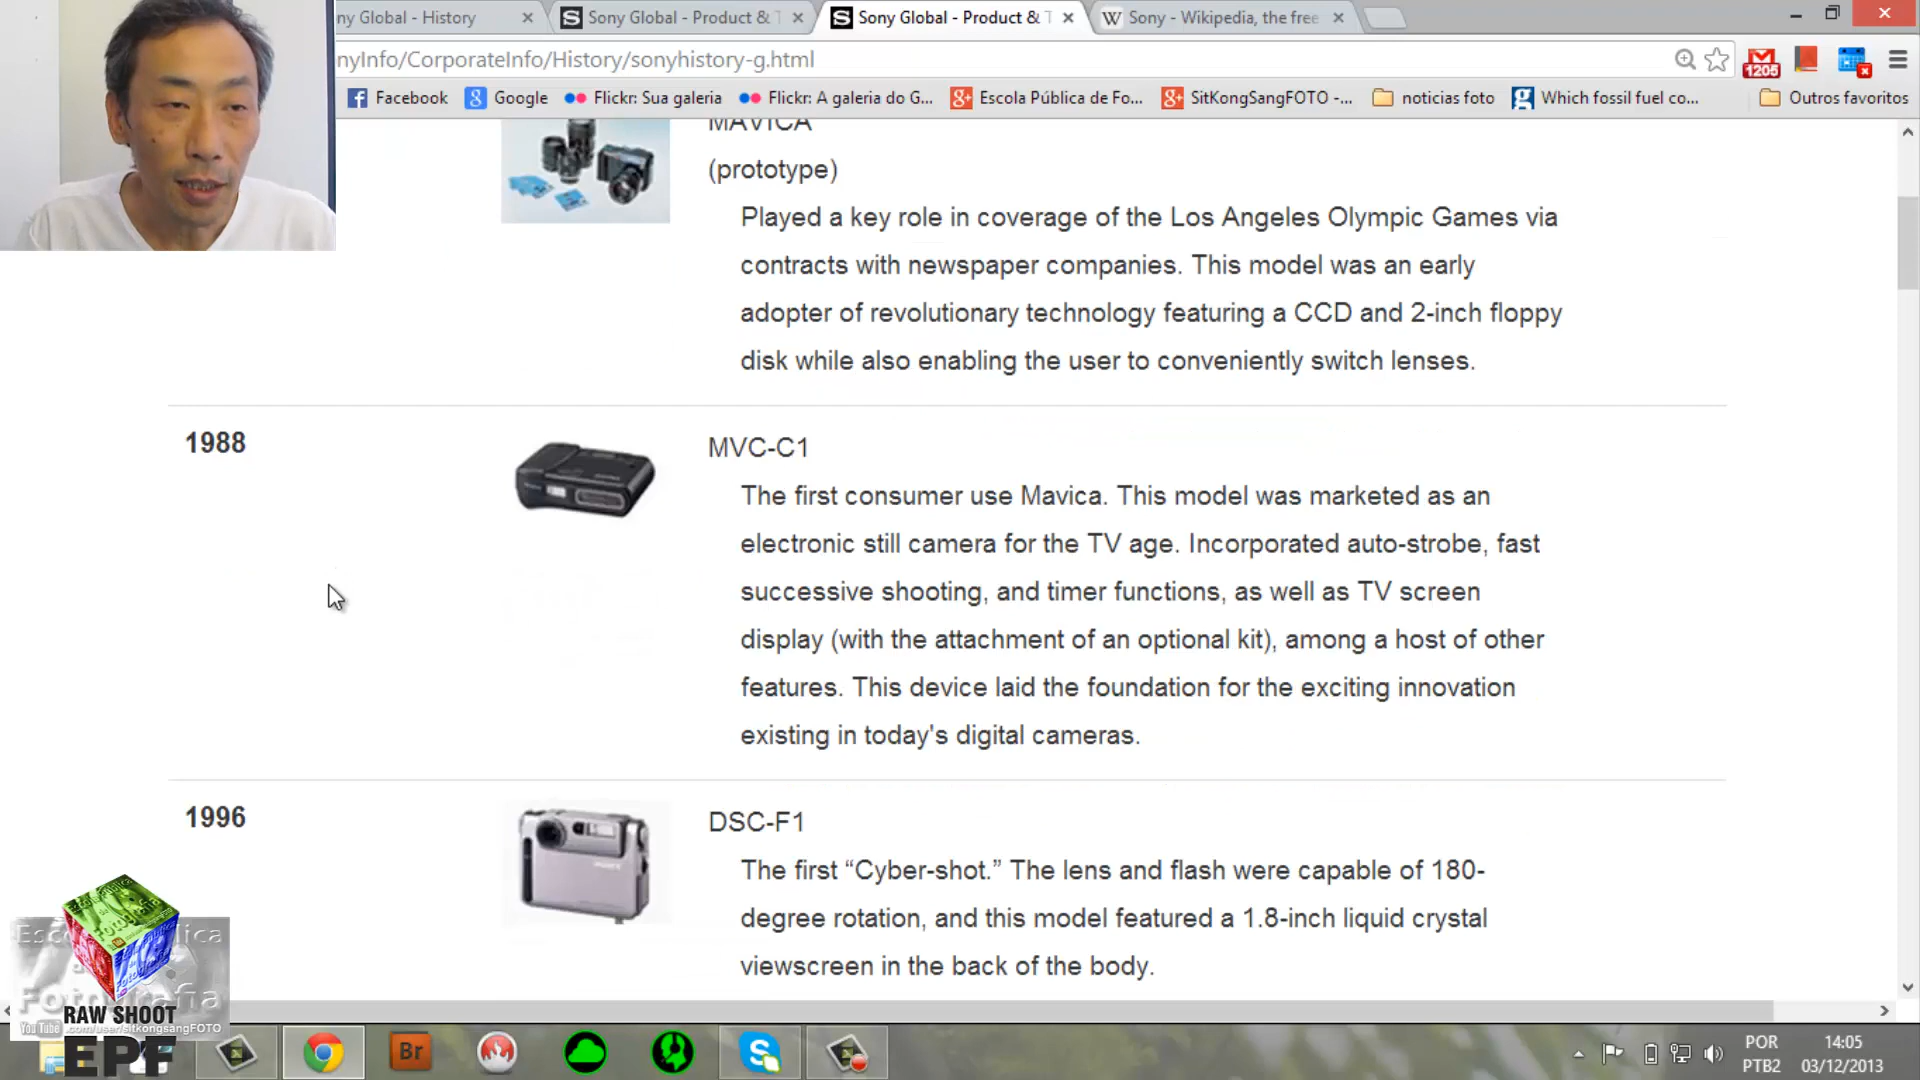 ny Global - History
Sony Global - Product & T
Sony Global - Product & T
Sony - Wikipedia, the free
nyInfo/CorporateInfo/History/sonyhistory-g.html
1205
Facebook
Google
Flickr: Sua galeria
Flickr: A galeria do G...
Escola Pública de Fo...
SitKongSangFOTO -...
noticias foto
Which fossil fuel co...
Outros favoritos
MAVICA
(prototype)
Played a key role in coverage of the Los Angeles Olympic Games via
contracts with newspaper companies. This model was an early
adopter of revolutionary technology featuring a CCD and 2-inch floppy
disk while also enabling the user to conveniently switch lenses.
1988
MVC-C1
The first consumer use Mavica. This model was marketed as an
electronic still camera for the TV age. Incorporated auto-strobe, fast
successive shooting, and timer functions, as well as TV screen
display (with the attachment of an optional kit), among a host of other
features. This device laid the foundation for the exciting innovation
existing in today's digital cameras.
1996
DSC-F1
The first “Cyber-shot.” The lens and flash were capable of 180-
degree rotation, and this model featured a 1.8-inch liquid crystal
viewscreen in the back of the body.
Fotografia
RAW SHOOT
You Tube .com/user/sitkongsangFOTO
EPF
Br
POR
PTB2
14:05
03/12/2013